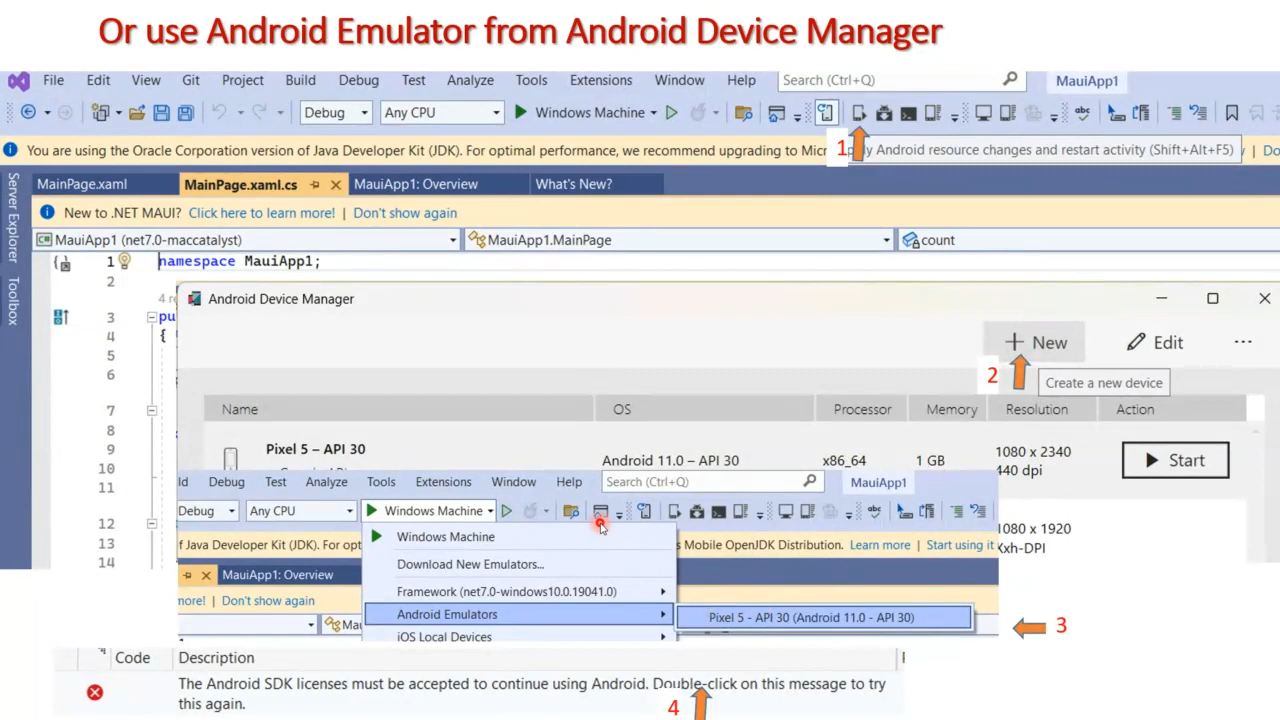 Or use Android Emulator from Android Device Manager
File Edit View Git Project Build Debug Test Analyze Tools Extensions Window Help Search (Ctrl+Q) MauiApp1
Debug Any CPU Windows Machine
You are using the Oracle Corporation version of Java Developer Kit (JDK). For optimal performance, we recommend upgrading to
1 Android resource changes and restart activity (Shift+Alt+F5)
Server Explorer
Toolbox
MainPage.xaml MainPage.xaml.cs MauiApp1: Overview What's New?
New to .NET MAUI? Click here to learn more! | Don't show again
MauiApp1 (net7.0-maccatalyst) MauiApp1.MainPage count
1 namespace MauiApp1;
2
3
4 {
5
6
7
8
9
10
11
12
13
14
Android Device Manager
New Edit ...
2 Create a new device
Name OS Processor Memory Resolution Action
Pixel 5 – API 30
Android 11.0 – API 30 x86_64 1 GB 1080 x 2340
440 dpi
Start
1080 x 1920
Debug Test Analyze Tools Extensions Window Help Search (Ctrl+Q) MauiApp1
Debug Any CPU Windows Machine
Java Developer Kit (JDK). For
Mobile OpenJDK Distribution. Learn more | Start using it
MauiApp1: Overview
Don't show again
Windows Machine
Download New Emulators...
Framework (net7.0-windows10.0.19041.0)
Android Emulators
iOS Local Devices
Pixel 5 - API 30 (Android 11.0 - API 30)
3
Code Description
The Android SDK licenses must be accepted to continue using Android. Double-click on this message to try
this again.
4